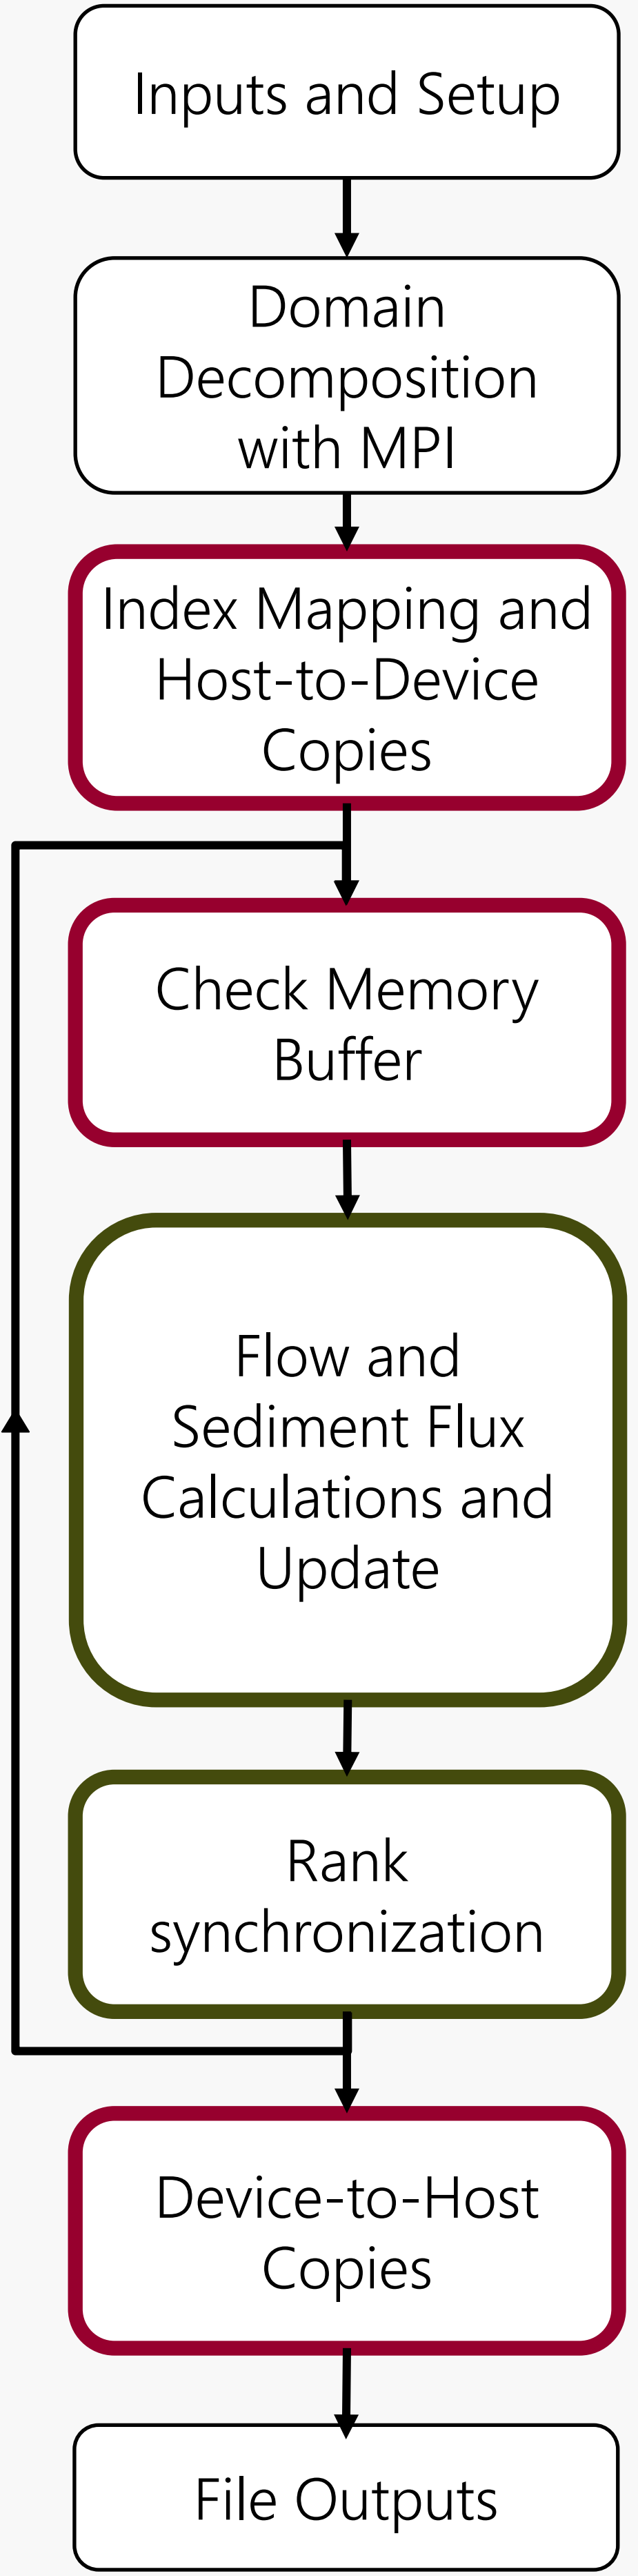 Inputs and Setup
Domain
Decomposition
with MPI
Index Mapping and
Host-to-Device
Copies
Check Memory
Buffer
Flow and
Sediment Flux
Calculations and
Update
Rank
synchronization
Device-to-Host
Copies
File Outputs